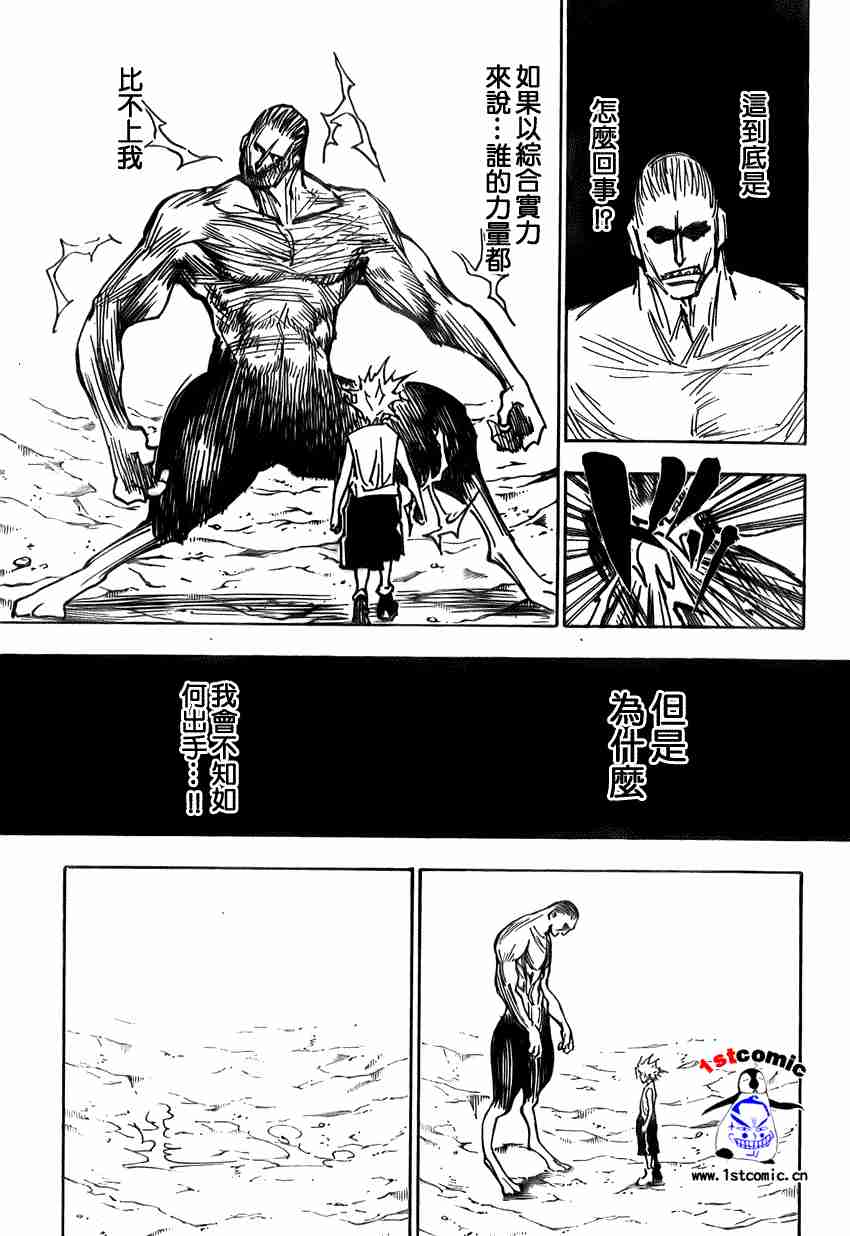 這到底是
怎麼回事!?
如果以綜合實力
來說…誰的力量都
比不上我
但是
為什麼
我會不知如
何出手…!!
1stcomic
www.1stcomic.cn